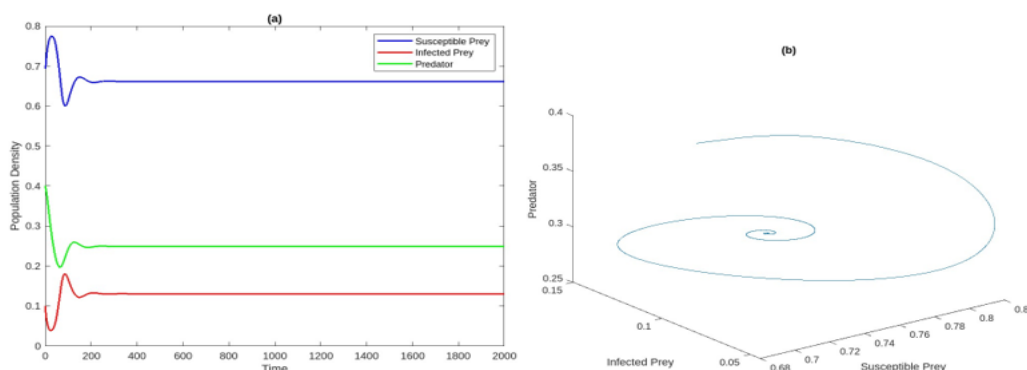 (a)
0.8
0.7
0.6
0.5
0.4
0.3
0.2
0.1
0
Population Density
Susceptible Prey
Infected Prey
Predator
0 200 400 600 800 1000 1200 1400 1600 1800 2000
Time
(b)
0.4
0.35
0.3
0.25
Predator
0.15
0.1
0.05
Infected Prey
0.68
0.7
0.72
0.74
0.76
0.78
0.8
Susceptible Prey